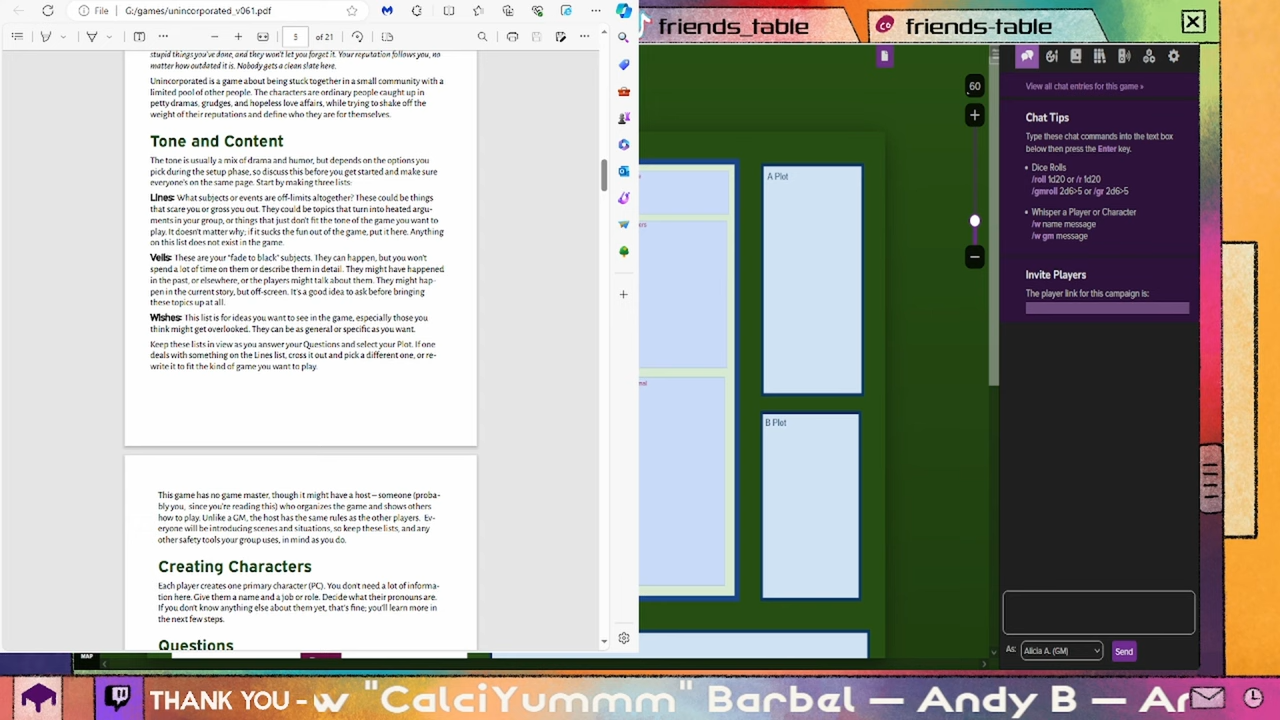 File
G:/games/unincorporated_v061.pdf
5
of 21
stupid things you've done, and they won't let you forget it. Your reputation follows you, no
matter how outdated it is. Nobody gets a clean slate here.
Unincorporated is a game about being stuck together in a small community with a
limited pool of other people. The characters are ordinary people caught up in
petty dramas, grudges, and hopeless love affairs, while trying to shake off the
weight of their reputations and define who they are for themselves.
Tone and Content
The tone is usually a mix of drama and humor, but depends on the options you
pick during the setup phase, so discuss this before you get started and make sure
everyone's on the same page. Start by making three lists:
Lines: What subjects or events are off-limits altogether? These could be things
that scare you or gross you out. They could be topics that turn into heated argu-
ments in your group, or things that just don't fit the tone of the game you want to
play. It doesn't matter why; if it sucks the fun out of the game, put it here. Anything
on this list does not exist in the game.
Veils: These are your "fade to black" subjects. They can happen, but you won't
spend a lot of time on them or describe them in detail. They might have happened
in the past, or elsewhere, or the players might talk about them. They might hap-
pen in the current story, but off-screen. It's a good idea to ask before bringing
these topics up at all.
Wishes: This list is for ideas you want to see in the game, especially those you
think might get overlooked. They can be as general or specific as you want.
Keep these lists in view as you answer your Questions and select your Plot. If one
deals with something on the Lines list, cross it out and pick a different one, or re-
write it to fit the kind of game you want to play.
This game has no game master, though it might have a host – someone (proba-
bly you, since you're reading this) who organizes the game and shows others
how to play. Unlike a GM, the host has the same rules as the other players. Ev-
eryone will be introducing scenes and situations, so keep these lists, and any
other safety tools your group uses, in mind as you do.
Creating Characters
Each player creates one primary character (PC). You don't need a lot of informa-
tion here. Give them a name and a job or role. Decide what their pronouns are.
If you don't know anything else about them yet, that's fine; you'll learn more in
the next few steps.
Questions
MAP
friends_table
friends-table
60
A Plot
B Plot
View all chat entries for this game »
Chat Tips
Type these chat commands into the text box
below then press the Enter key.
• Dice Rolls
/roll 1d20 or /r 1d20
/gmroll 2d6>5 or /gr 2d6>5
• Whisper a Player or Character
/w name message
/w gm message
Invite Players
The player link for this campaign is:
As:
Alicia A. (GM)
Send
THANK YOU - w "CalciYummm" Barbel — Andy B — Ar